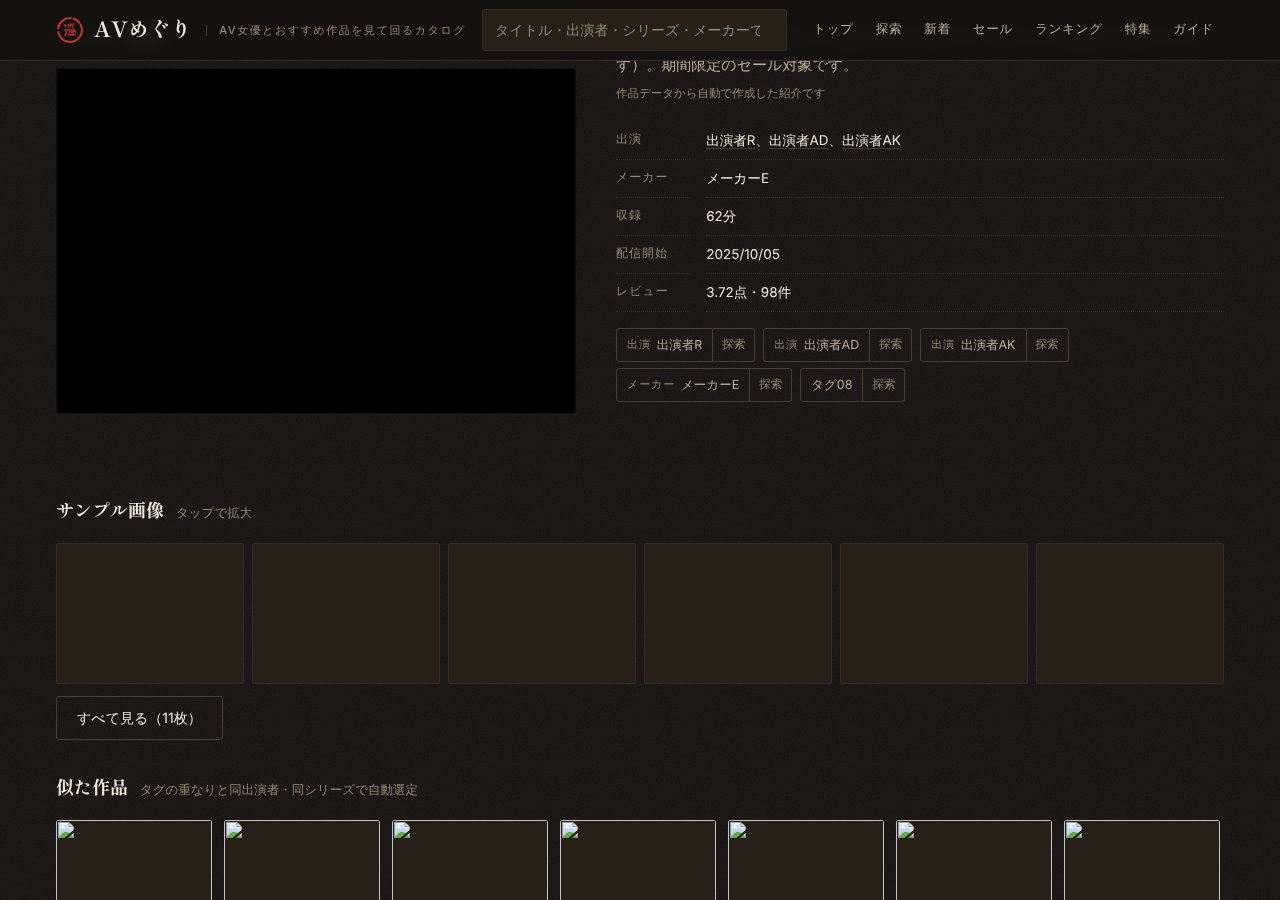 巡 AVめぐり AV女優とおすすめ作品を見て回るカタログ タイトル・出演者・シリーズ・メーカーで トップ 探索 新着 セール ランキング 特集 ガイド
す）。期間限定のセール対象です。
作品データから自動で作成した紹介です
出演 出演者R、出演者AD、出演者AK
メーカー メーカーE
収録 62分
配信開始 2025/10/05
レビュー 3.72点・98件
出演 出演者R 探索 出演 出演者AD 探索 出演 出演者AK 探索
メーカー メーカーE 探索 タグ08 探索
サンプル画像 タップで拡大
すべて見る（11枚）
似た作品 タグの重なりと同出演者・同シリーズで自動選定